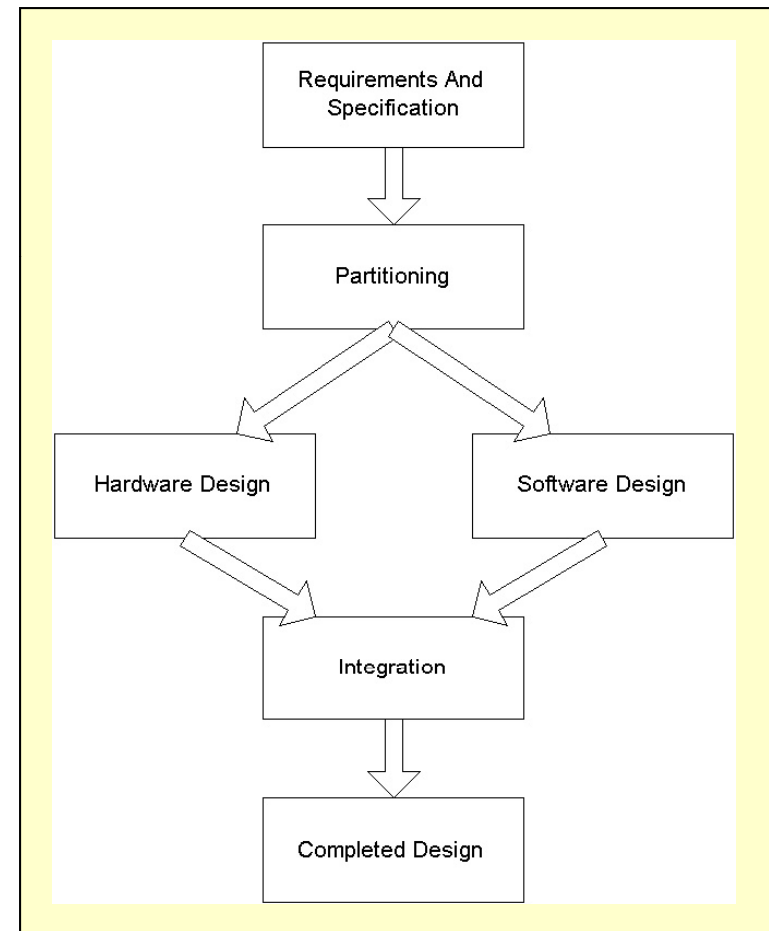 Requirements And
Specification
Partitioning
Hardware Design
Software Design
Integration
Completed Design